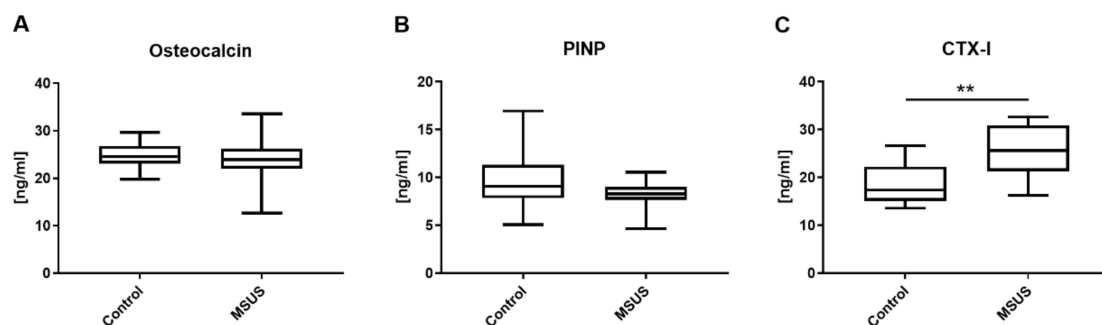 A
Osteocalcin
40
30
20
10
0
[ng/ml]
Control
MSUS
B
PINP
20
15
10
5
0
[ng/ml]
Control
MSUS
C
CTX-I
**
40
30
20
10
0
[ng/ml]
Control
MSUS